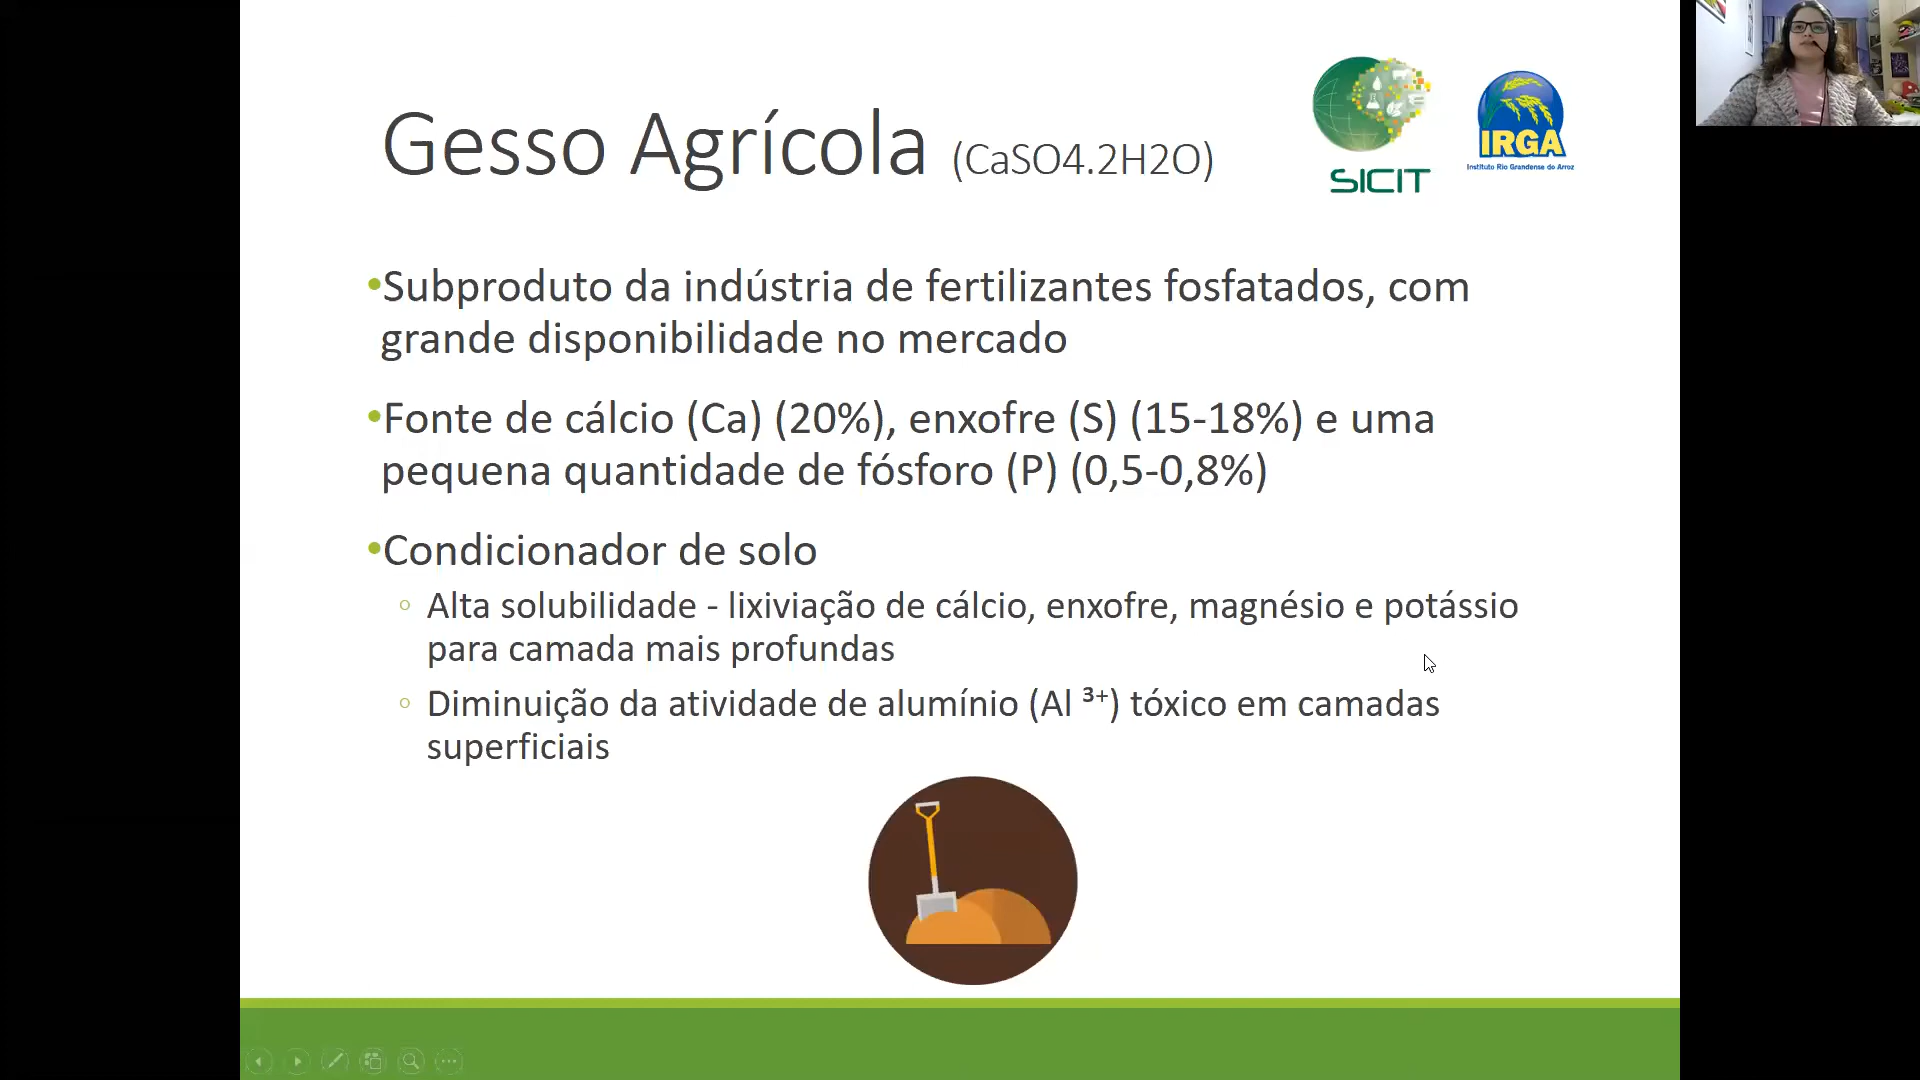 Gesso Agrícola (CaSO4.2H2O)
SICIT
IRGA
Instituto Rio Grandense do Arroz
•Subproduto da indústria de fertilizantes fosfatados, com
grande disponibilidade no mercado
•Fonte de cálcio (Ca) (20%), enxofre (S) (15-18%) e uma
pequena quantidade de fósforo (P) (0,5-0,8%)
•Condicionador de solo
◦ Alta solubilidade - lixiviação de cálcio, enxofre, magnésio e potássio
para camada mais profundas
◦ Diminuição da atividade de alumínio (Al ³⁺) tóxico em camadas
superficiais